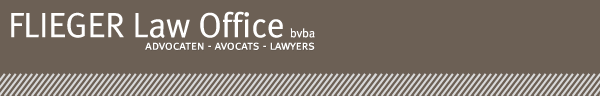 FLIEGER Law Office bvba
ADVOCATEN - AVOCATS - LAWYERS